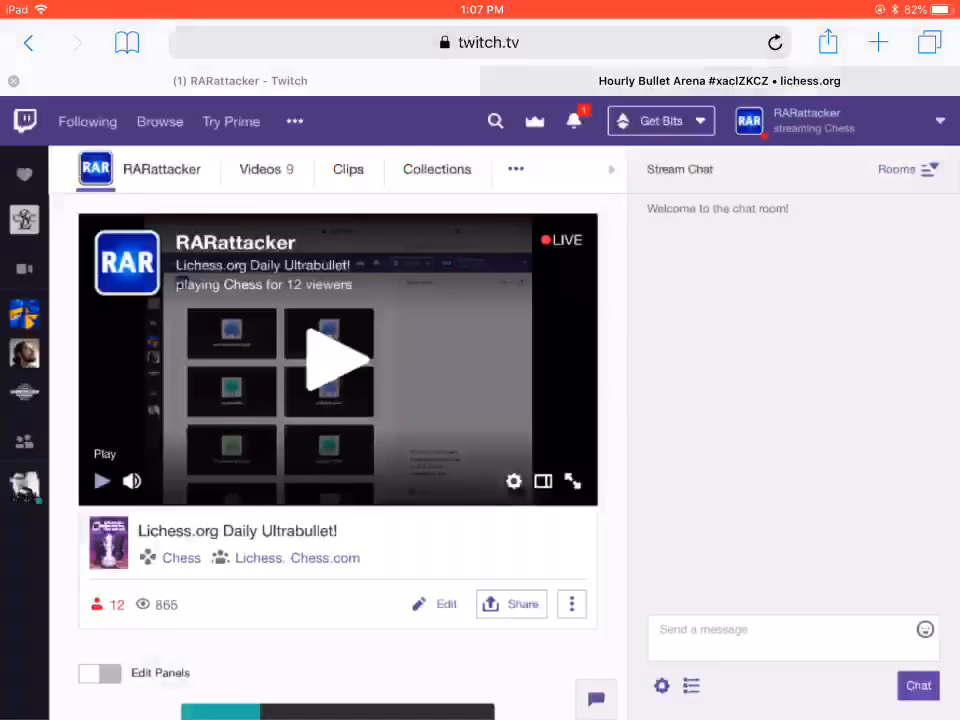 iPad 1:07 PM 82%
twitch.tv
(1) RARattacker - Twitch Hourly Bullet Arena #xaclZKCZ • lichess.org
Following Browse Try Prime ••• 1 Get Bits RARattacker
streaming Chess
RAR RARattacker Videos 9 Clips Collections ••• Stream Chat Rooms
Welcome to the chat room!
RAR RARattacker LIVE
Lichess.org Daily Ultrabullet!
playing Chess for 12 viewers
Play
CHESS
Lichess.org Daily Ultrabullet!
Chess Lichess, Chess.com
12 865 Edit Share
Send a message
Edit Panels
Chat